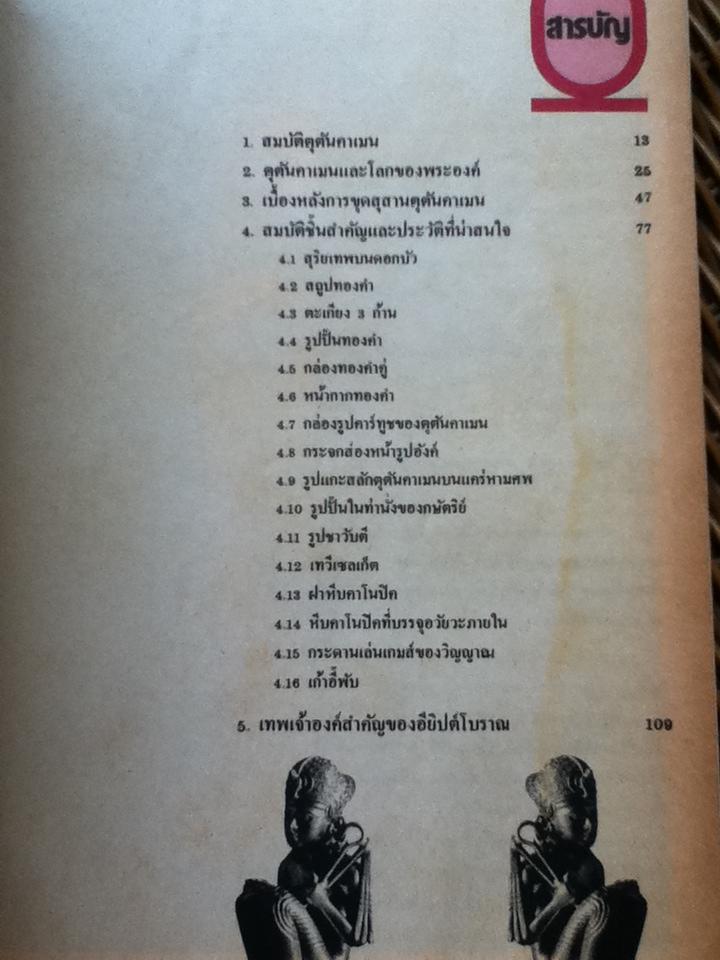 สารบัญ
1. สมบัติตุตันคาเมน 13
2. ตุตันคาเมนและโลกของพระองค์ 25
3. เบื้องหลังการขุดสุสานตุตันคาเมน 47
4. สมบัติชิ้นสำคัญและประวัติที่น่าสนใจ 77
4.1 สุริยเทพบนดอกบัว
4.2 สถูปทองคำ
4.3 ตะเกียง 3 ก้าน
4.4 รูปปั้นทองคำ
4.5 กล่องทองคำคู่
4.6 หน้ากากทองคำ
4.7 กล่องรูปคาร์ทูชของตุตันคาเมน
4.8 กระจกส่องหน้ารูปอังค์
4.9 รูปแกะสลักตุตันคาเมนบนแคร่หามศพ
4.10 รูปปั้นในท่านั่งของกษัตริย์
4.11 รูปชาวับตี
4.12 เทวีเซลเก็ต
4.13 ฝาหีบคาโนปิค
4.14 หีบคาโนปิคที่บรรจุอวัยวะภายใน
4.15 กระดานเล่นเกมส์ของวิญญาณ
4.16 เก้าอี้พับ
5. เทพเจ้าองค์สำคัญของอียิปต์โบราณ 109